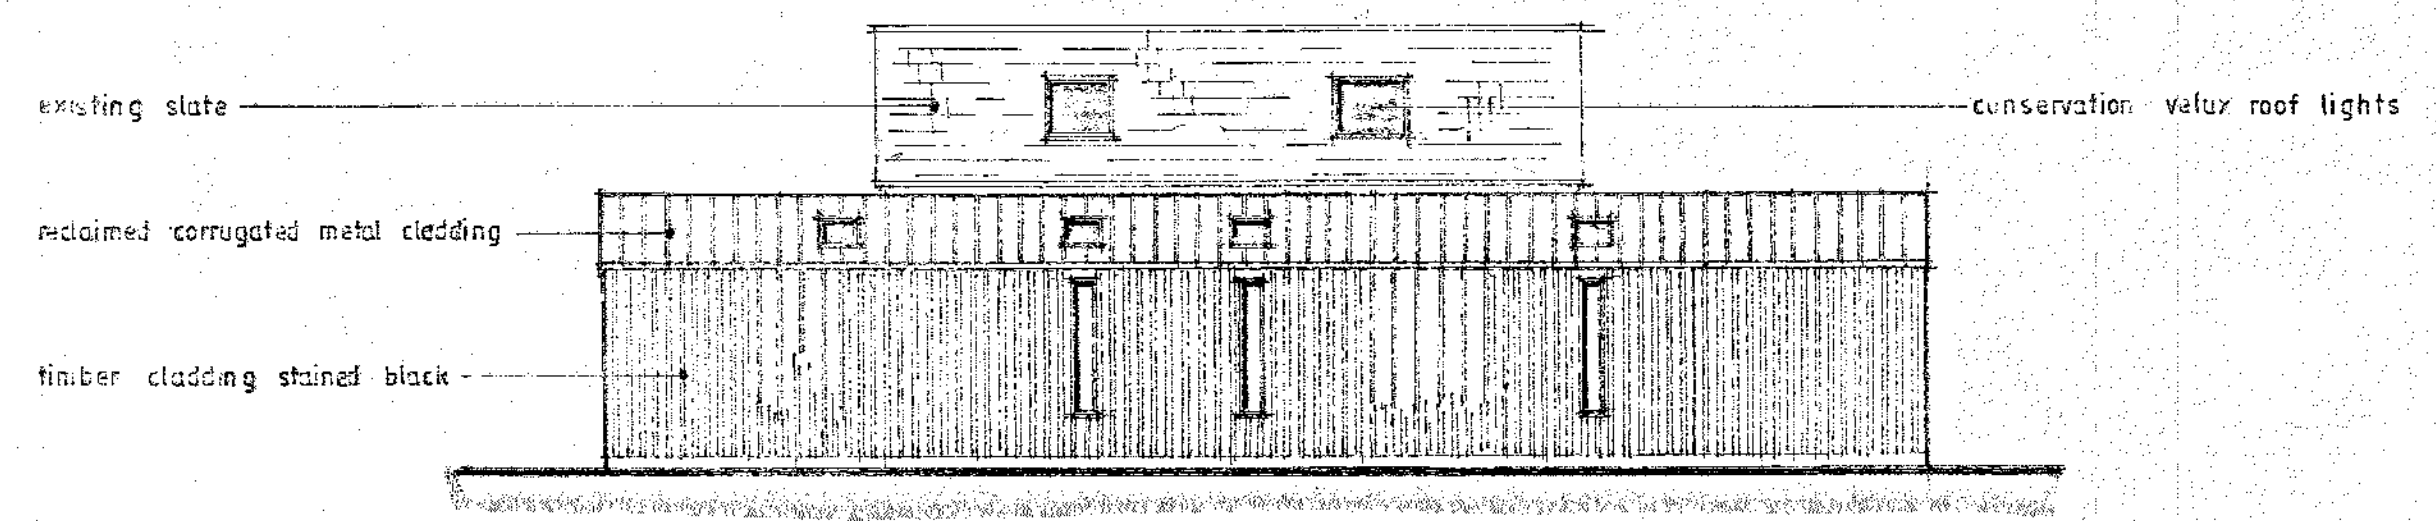 existing slate
conservation velux roof lights
reclaimed corrugated metal cladding
timber cladding stained black